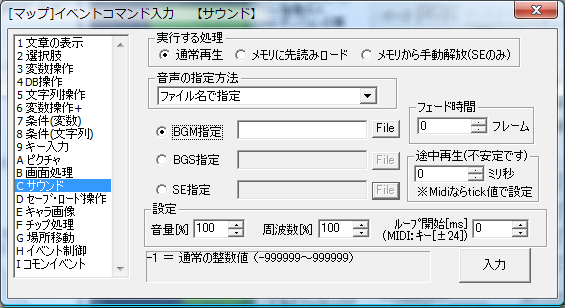 [マップ]イベントコマンド入力 【サウンド】
1 文章の表示
2 選択肢
3 変数操作
4 DB操作
5 文字列操作
6 変数操作+
7 条件(変数)
8 条件(文字列)
9 キー入力
A ピクチャ
B 画面処理
C サウンド
D セーブ・ロード操作
E キャラ画像
F チップ処理
G 場所移動
H イベント制御
I コモンイベント
実行する処理
通常再生 メモリに先読みロード メモリから手動解放(SEのみ)
音声の指定方法
ファイル名で指定
BGM指定 File
BGS指定 File
SE指定 File
フェード時間
0 フレーム
途中再生(不安定です)
0 ミリ秒
※Midiならtick値で設定
設定
音量[%] 100 周波数[%] 100 ループ開始[ms] 0
(MIDI:キー[±24])
-1 = 通常の整数値 (-999999~999999)
入力